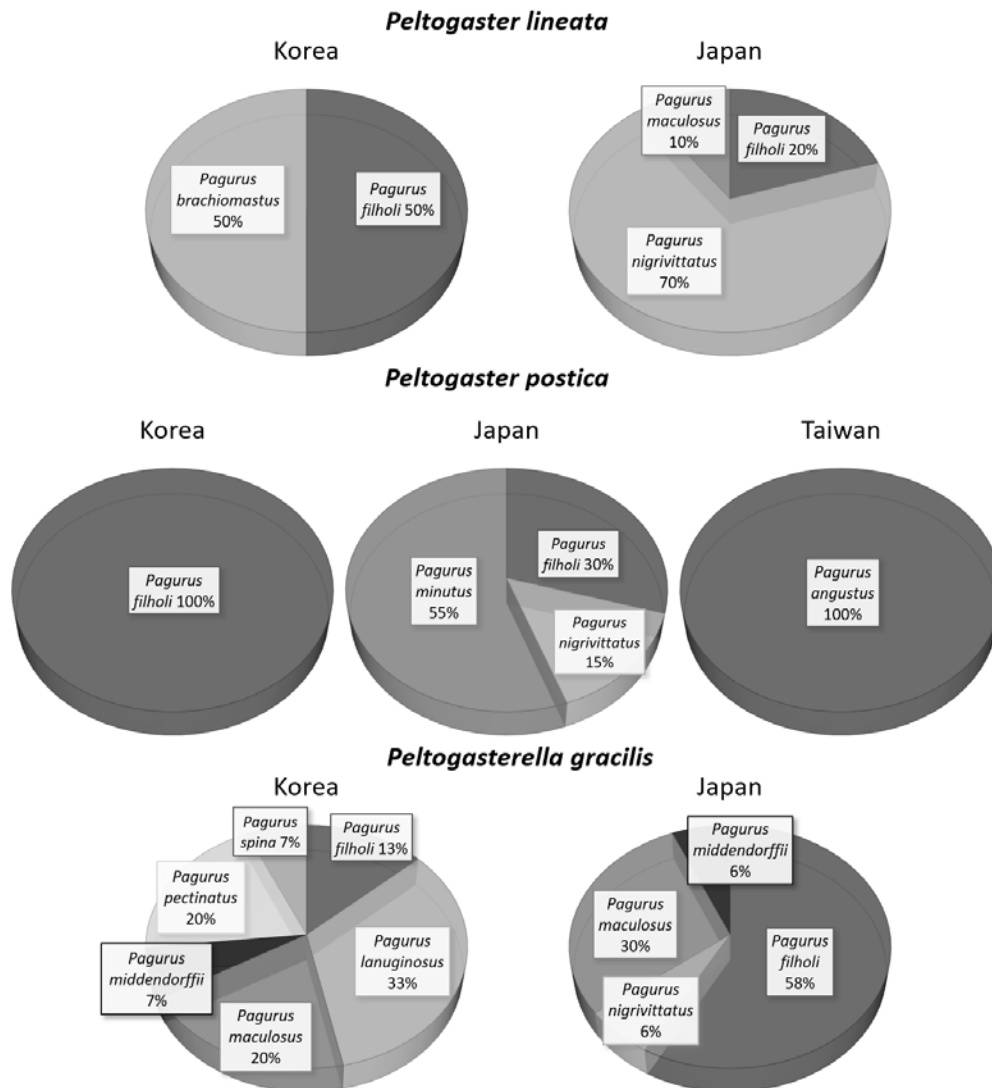 Peltogaster lineata
Korea
Japan
Pagurus
brachiomastus
50%
Pagurus
filholi 50%
Pagurus
maculosus
10%
Pagurus
filholi 20%
Pagurus
nigrivittatus
70%
Peltogaster postica
Korea
Japan
Taiwan
Pagurus
filholi 100%
Pagurus
minutus
55%
Pagurus
filholi 30%
Pagurus
nigrivittatus
15%
Pagurus
angustus
100%
Peltogasterella gracilis
Korea
Japan
Pagurus
spina 7%
Pagurus
filholi 13%
Pagurus
pectinatus
20%
Pagurus
middendorffii
7%
Pagurus
maculosus
20%
Pagurus
lanuginosus
33%
Pagurus
middendorffii
6%
Pagurus
maculosus
30%
Pagurus
nigrivittatus
6%
Pagurus
filholi
58%